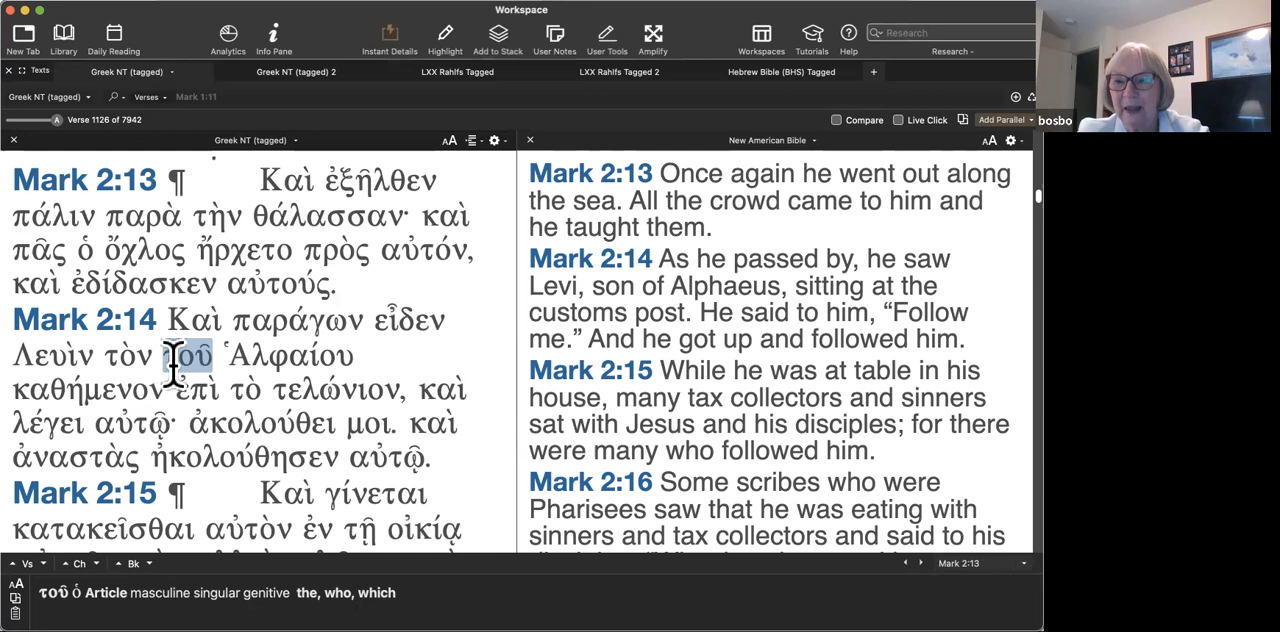 Workspace
New Tab Library Daily Reading Analytics Info Pane Instant Details Highlight Add to Stack User Notes User Tools Amplify Workspaces Tutorials Help Research
Research
Texts Greek NT (tagged) Greek NT (tagged) 2 LXX Rahlfs Tagged LXX Rahlfs Tagged 2 Hebrew Bible (BHS) Tagged +
Greek NT (tagged) Verses Mark 1:11
A Verse 1126 of 7942 Compare Live Click Add Parallel bosbo
Greek NT (tagged) AA
Mark 2:13 ¶ Καὶ ἐξῆλθεν
πάλιν παρὰ τὴν θάλασσαν· καὶ
πᾶς ὁ ὄχλος ἤρχετο πρὸς αὐτόν,
καὶ ἐδίδασκεν αὐτούς.
Mark 2:14 Καὶ παράγων εἶδεν
Λευὶν τὸν τοῦ Ἁλφαίου
καθήμενον ἐπὶ τὸ τελώνιον, καὶ
λέγει αὐτῷ· ἀκολούθει μοι. καὶ
ἀναστὰς ἠκολούθησεν αὐτῷ.
Mark 2:15 ¶ Καὶ γίνεται
κατακεῖσθαι αὐτὸν ἐν τῇ οἰκίᾳ
New American Bible AA
Mark 2:13 Once again he went out along
the sea. All the crowd came to him and
he taught them.
Mark 2:14 As he passed by, he saw
Levi, son of Alphaeus, sitting at the
customs post. He said to him, “Follow
me.” And he got up and followed him.
Mark 2:15 While he was at table in his
house, many tax collectors and sinners
sat with Jesus and his disciples; for there
were many who followed him.
Mark 2:16 Some scribes who were
Pharisees saw that he was eating with
sinners and tax collectors and said to his
Vs Ch Bk Mark 2:13
AA τοῦ ὁ Article masculine singular genitive the, who, which